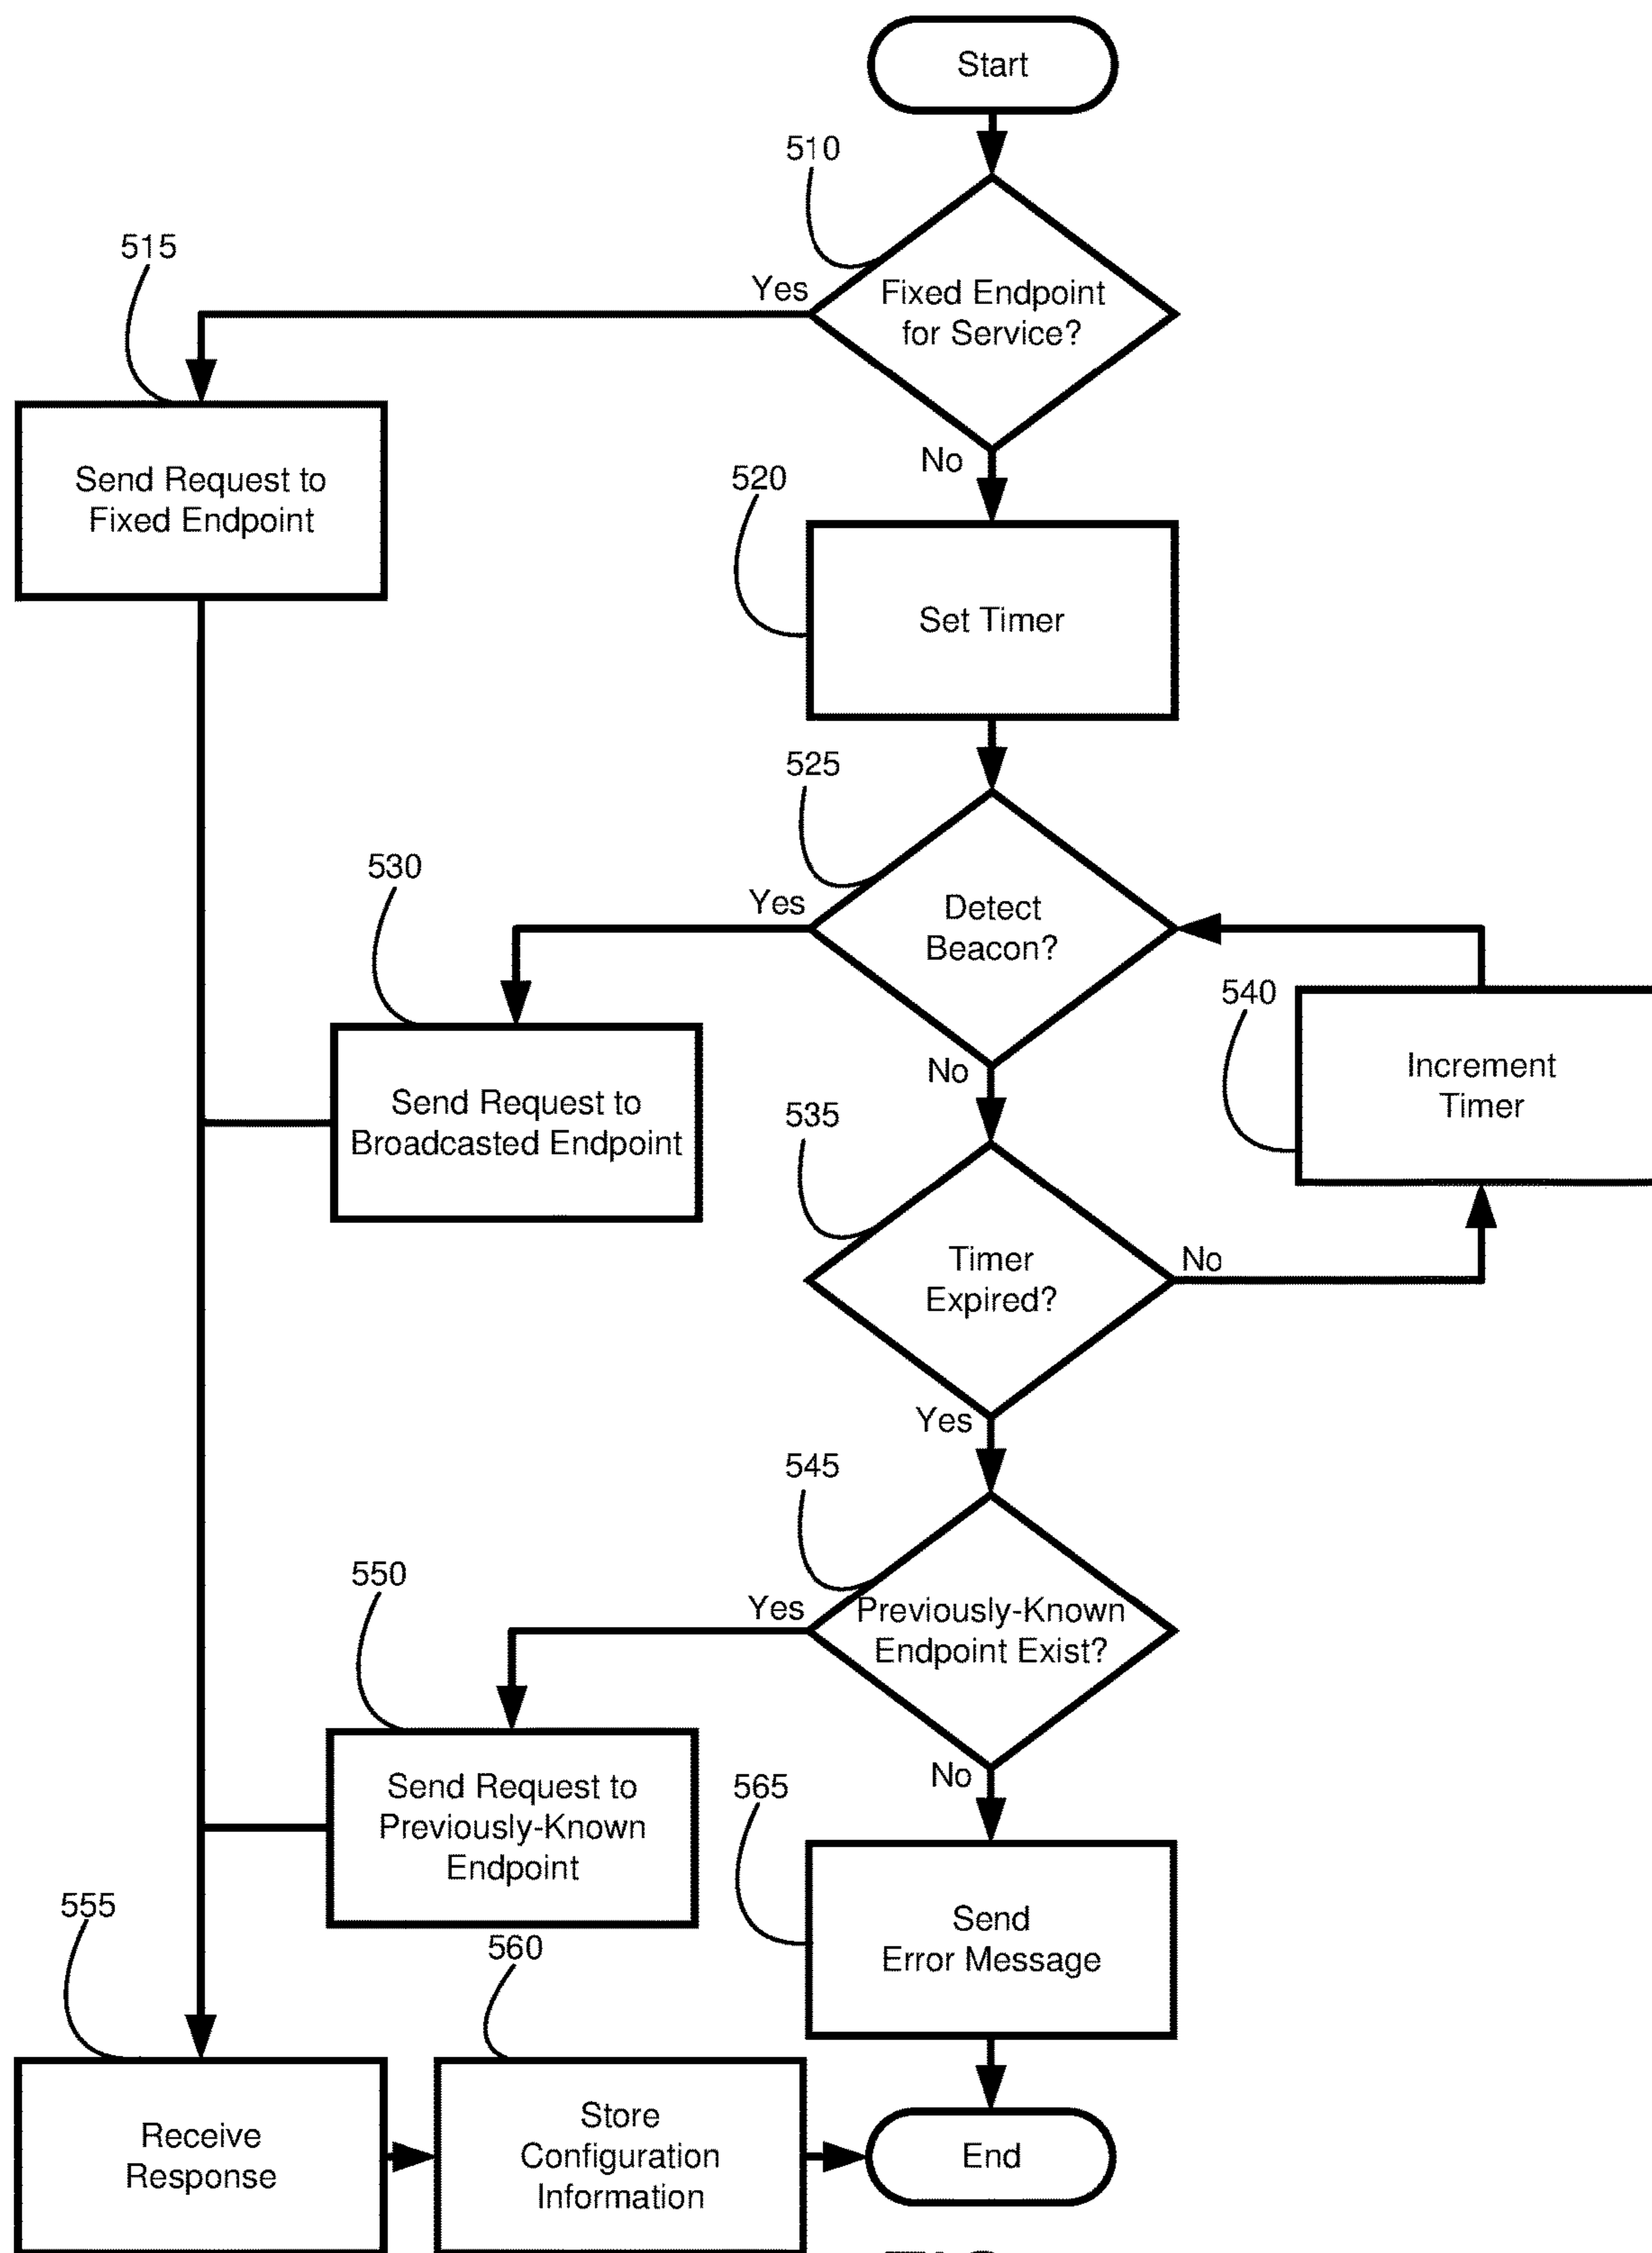 Start
510
515
Yes
Fixed Endpoint
for Service?
No
520
Send Request to
Fixed Endpoint
Set Timer
525
530
Yes
Detect
Beacon?
540
No
Increment
Timer
Send Request to
Broadcasted Endpoint
535
Timer
Expired?
No
Yes
545
550
Yes
Previously-Known
Endpoint Exist?
No
565
Send Request to
Previously-Known
Endpoint
555
560
Send
Error Message
Receive
Response
Store
Configuration
Information
End